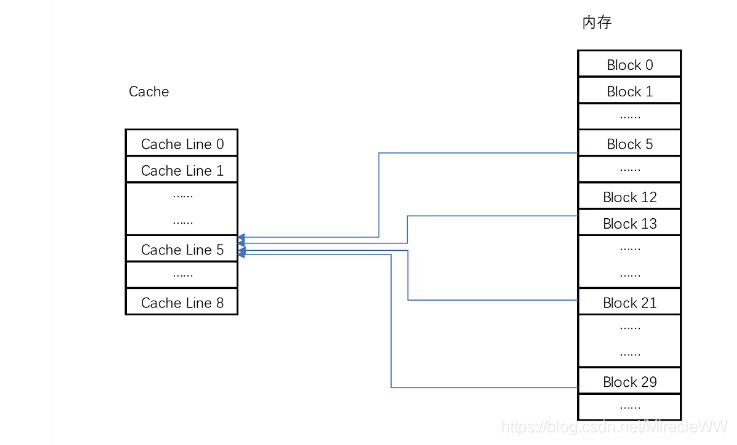 内存
Cache
Cache Line 0
Cache Line 1
......
......
Cache Line 5
......
Cache Line 8
Block 0
Block 1
......
Block 5
......
Block 12
Block 13
......
......
Block 21
......
......
Block 29
......
https://blog.csdn.net/MiracleWW